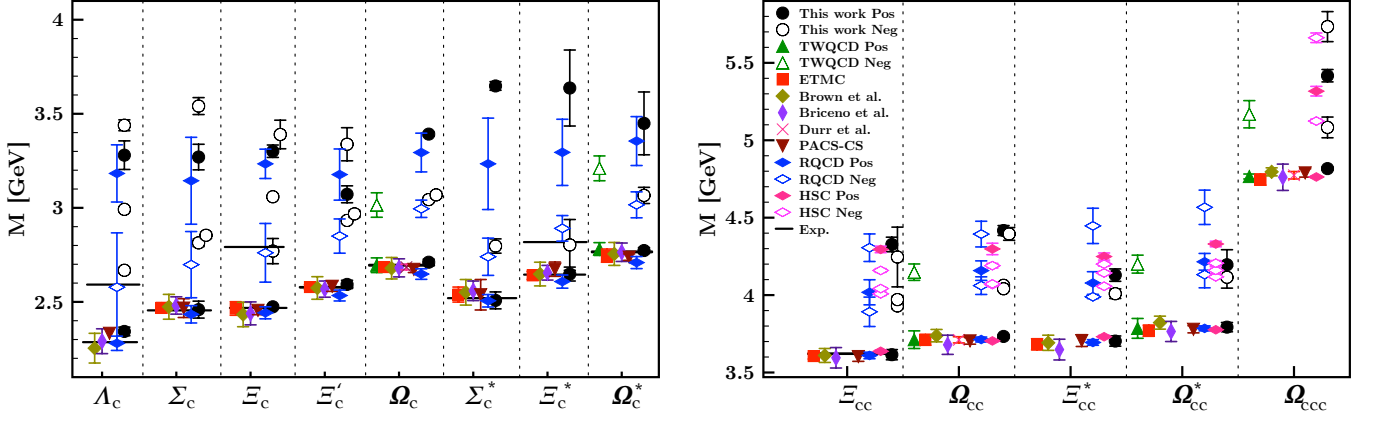 M [GeV]
4
3.5
3
2.5
Λc
Σc
Ξc
Ξ′c
Ωc
Σ*c
Ξ*c
Ω*c
M [GeV]
5.5
5
4.5
4
3.5
This work Pos
This work Neg
TWQCD Pos
TWQCD Neg
ETMC
Brown et al.
Briceno et al.
Durr et al.
PACS-CS
RQCD Pos
RQCD Neg
HSC Pos
HSC Neg
Exp.
Ξcc
Ωcc
Ξ*cc
Ω*cc
Ωccc